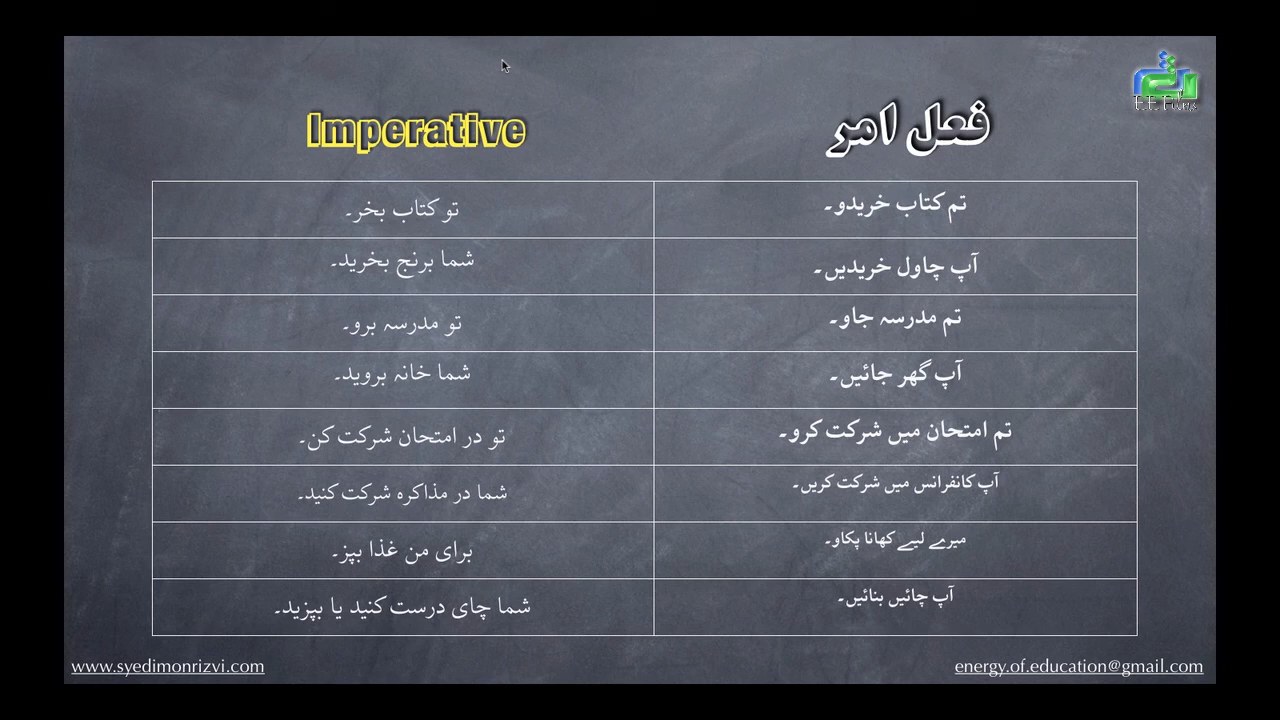 فعل امر
Imperative
تم کتاب خریدو۔
تو کتاب بخر۔
آپ چاول خریدیں۔
شما برنج بخرید۔
تم مدرسہ جاو۔
تو مدرسہ برو۔
آپ گھر جائیں۔
شما خانہ بروید۔
تم امتحان میں شرکت کرو۔
تو در امتحان شرکت کن۔
آپ کانفرانس میں شرکت کریں۔
شما در مذاکرہ شرکت کنید۔
میرے لیے کھانا پکاو۔
برای من غذا بپز۔
آپ چائیں بنائیں۔
شما چای درست کنید یا بپزید۔
www.syedimonrizvi.com
energy.of.education@gmail.com